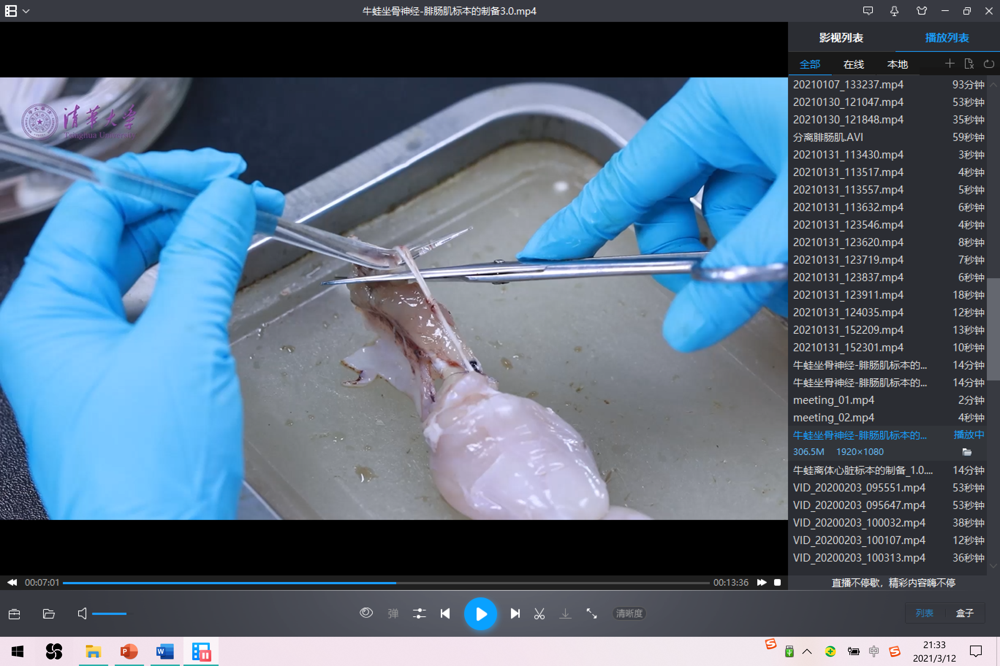 牛蛙坐骨神经-腓肠肌标本的制备3.0.mp4
影视列表 播放列表
全部 在线 本地
清華大学
Tsinghua University
20210107_133237.mp4 93分钟
20210130_121047.mp4 53秒钟
20210130_121848.mp4 35秒钟
分离腓肠肌.AVI 59秒钟
20210131_113430.mp4 3秒钟
20210131_113517.mp4 4秒钟
20210131_113557.mp4 5秒钟
20210131_113632.mp4 6秒钟
20210131_123546.mp4 4秒钟
20210131_123620.mp4 8秒钟
20210131_123719.mp4 7秒钟
20210131_123837.mp4 6秒钟
20210131_123911.mp4 18秒钟
20210131_124035.mp4 12秒钟
20210131_152209.mp4 13秒钟
20210131_152301.mp4 10秒钟
牛蛙坐骨神经-腓肠肌标本的... 14分钟
牛蛙坐骨神经-腓肠肌标本的... 14分钟
meeting_01.mp4 2分钟
meeting_02.mp4 4秒钟
牛蛙坐骨神经-腓肠肌标本的... 播放中
306.5M 1920×1080
牛蛙离体心脏标本的制备_1.0.... 14分钟
VID_20200203_095551.mp4 53秒钟
VID_20200203_095647.mp4 53秒钟
VID_20200203_100032.mp4 38秒钟
VID_20200203_100107.mp4 12秒钟
VID_20200203_100313.mp4 36秒钟
00:07:01 00:13:36
直播不停歇，精彩内容嗨不停
弹 清晰度
列表 盒子
P W 中 S S
21:33
2021/3/12